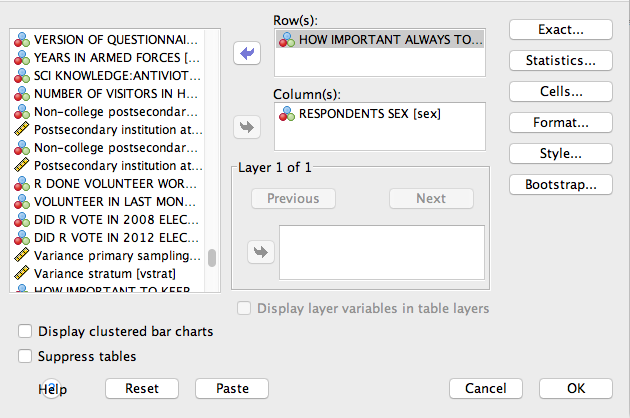 VERSION OF QUESTIONNAI...
YEARS IN ARMED FORCES [...
SCI KNOWLEDGE:ANTIVIOT...
NUMBER OF VISITORS IN H...
Non-college postsecondar...
Postsecondary institution at...
Non-college postsecondar...
Postsecondary institution at...
R DONE VOLUNTEER WOR...
VOLUNTEER IN LAST MON...
DID R VOTE IN 2008 ELEC...
DID R VOTE IN 2012 ELEC...
Variance primary sampling...
Variance stratum [vstrat]
HOW IMPORTANT TO KEEP
Row(s):
HOW IMPORTANT ALWAYS TO...
Column(s):
RESPONDENTS SEX [sex]
Layer 1 of 1
Previous
Next
Display layer variables in table layers
Exact...
Statistics...
Cells...
Format...
Style...
Bootstrap...
Display clustered bar charts
Suppress tables
Help
Reset
Paste
Cancel
OK